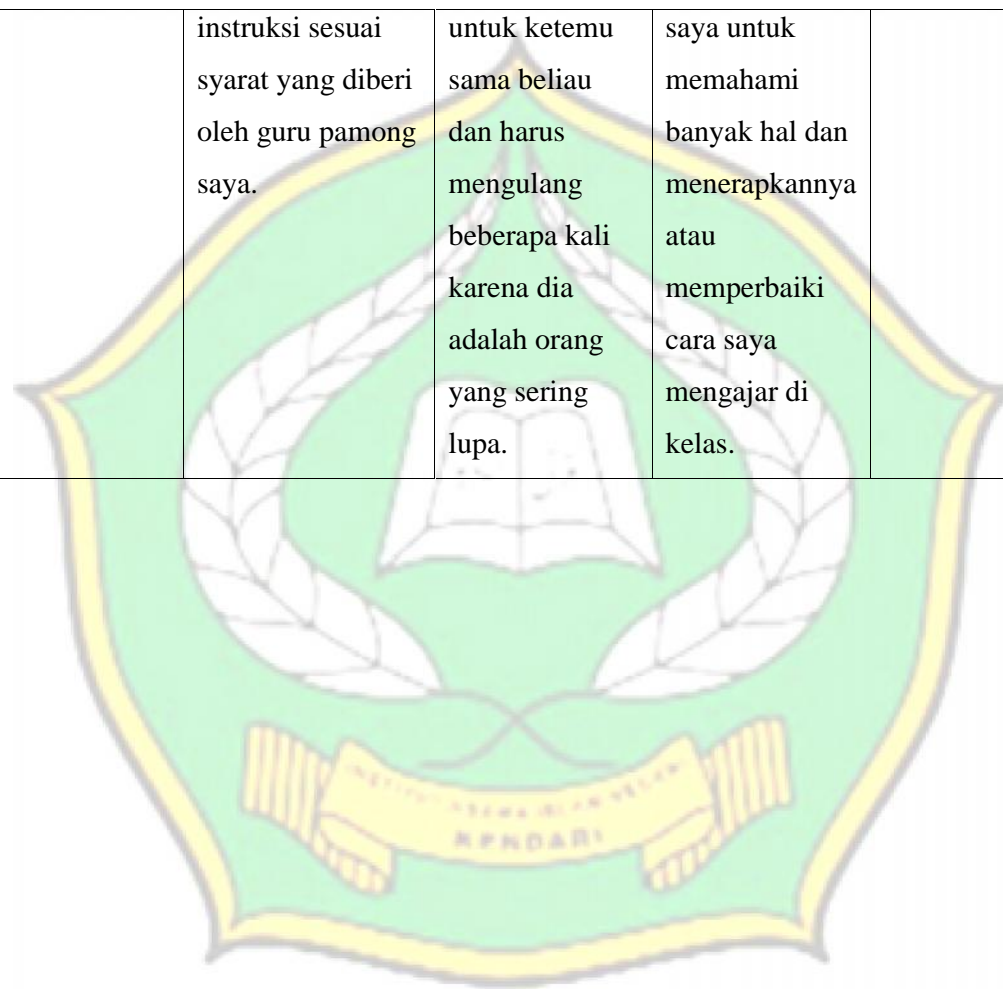 instruksi sesuai
syarat yang diberi
oleh guru pamong
saya.
untuk ketemu
sama beliau
dan harus
mengulang
beberapa kali
karena dia
adalah orang
yang sering
lupa.
saya untuk
memahami
banyak hal dan
menerapkannya
atau
memperbaiki
cara saya
mengajar di
kelas.
KENDARI